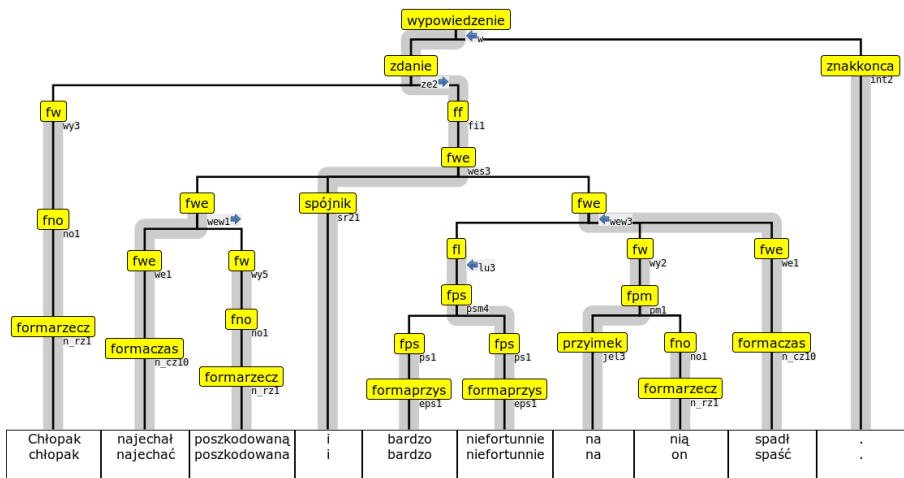 wypowiedzenie
w
zdanie znakkonca
ze2 int2
fw ff
wy3 fi1
fwe
wes3
fwe spójnik fwe
wew1 sr21 wew3
fno
no1
fwe fw fl fw fwe
we1 wy5 lu3 wy2 we1
fps fpm
psm4 pm1
fno
no1
formarzecz formaczas fps fps przyimek fno formaczas
n_rz1 n_cz10 ps1 ps1 jel3 no1 n_cz10
formarzecz formaprzys formaprzys formarzecz
n_rz1 eps1 eps1 n_rz1
Chłopak najechał poszkodowaną i bardzo niefortunnie na nią spadł .
chłopak najechać poszkodowana i bardzo niefortunnie na on spaść .